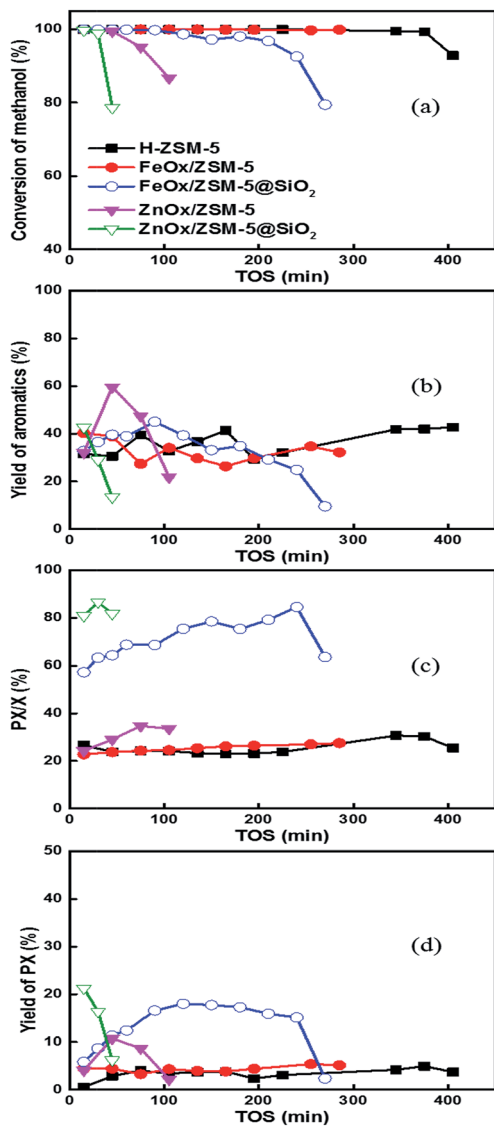 100
80
60
40
Conversion of methanol (%)
(a)
H-ZSM-5
FeOx/ZSM-5
FeOx/ZSM-5@SiO₂
ZnOx/ZSM-5
ZnOx/ZSM-5@SiO₂
0 100 200 300 400
TOS (min)
100
80
60
40
20
0
Yield of aromatics (%)
(b)
0 100 200 300 400
TOS (min)
100
80
60
40
20
0
PX/X (%)
(c)
0 100 200 300 400
TOS (min)
50
40
30
20
10
0
Yield of PX (%)
(d)
0 100 200 300 400
TOS (min)